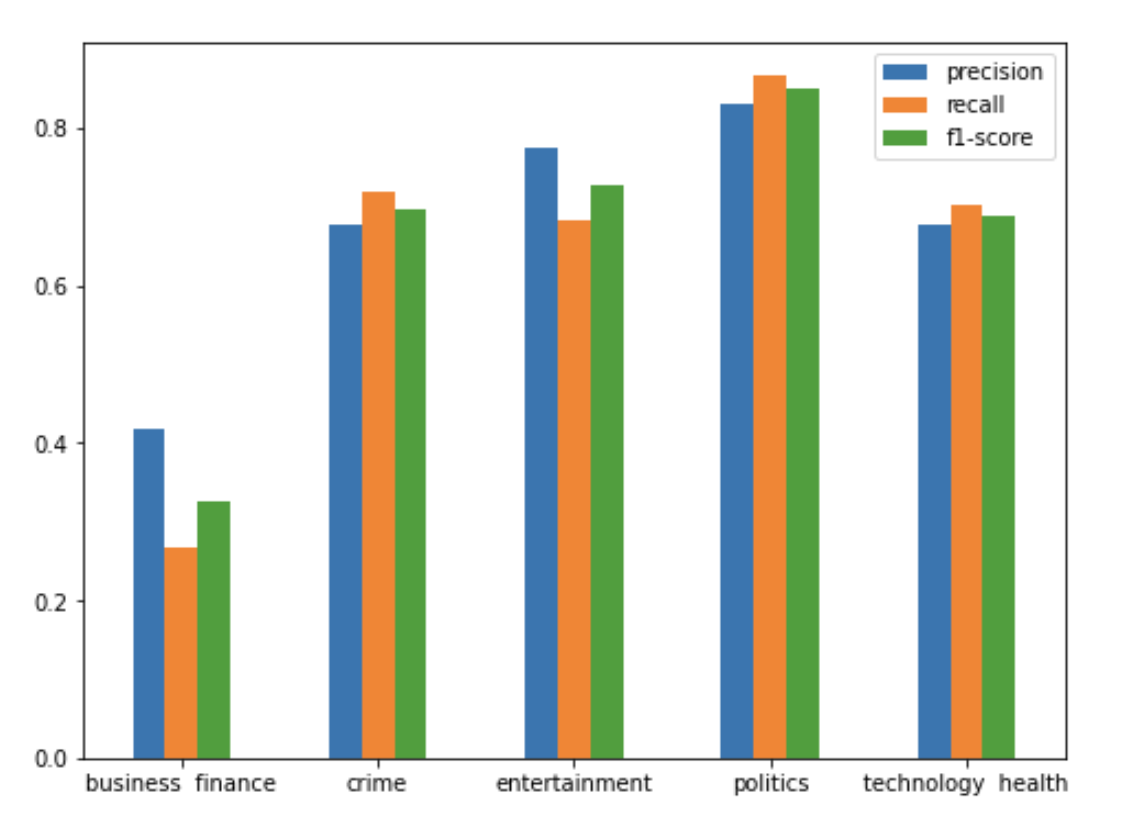 precision
recall
f1-score
0.8
0.6
0.4
0.2
0.0
business  finance
crime
entertainment
politics
technology  health